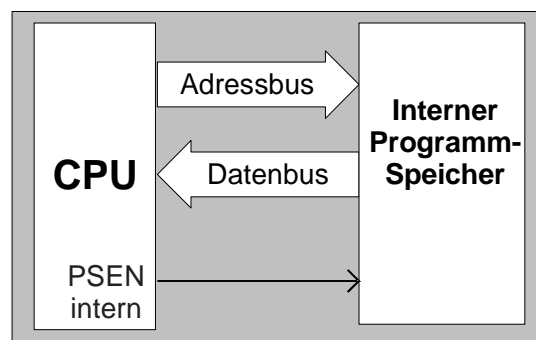 Adressbus
Interner
Programm-
Speicher
CPU
Datenbus
PSEN
intern